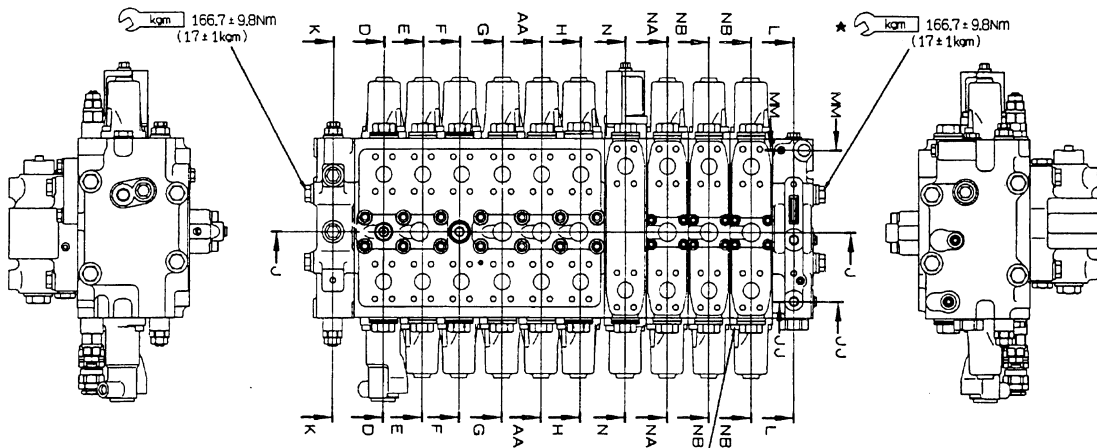 kgm 166.7 ± 9.8Nm
(17 ± 1kgm)
★ kgm 166.7 ± 9.8Nm
(17 ± 1kgm)
K D E F G AA H N NA NB NB L
MM MM
J J
JJ JJ
K D E F G AA H N NA NB NB L